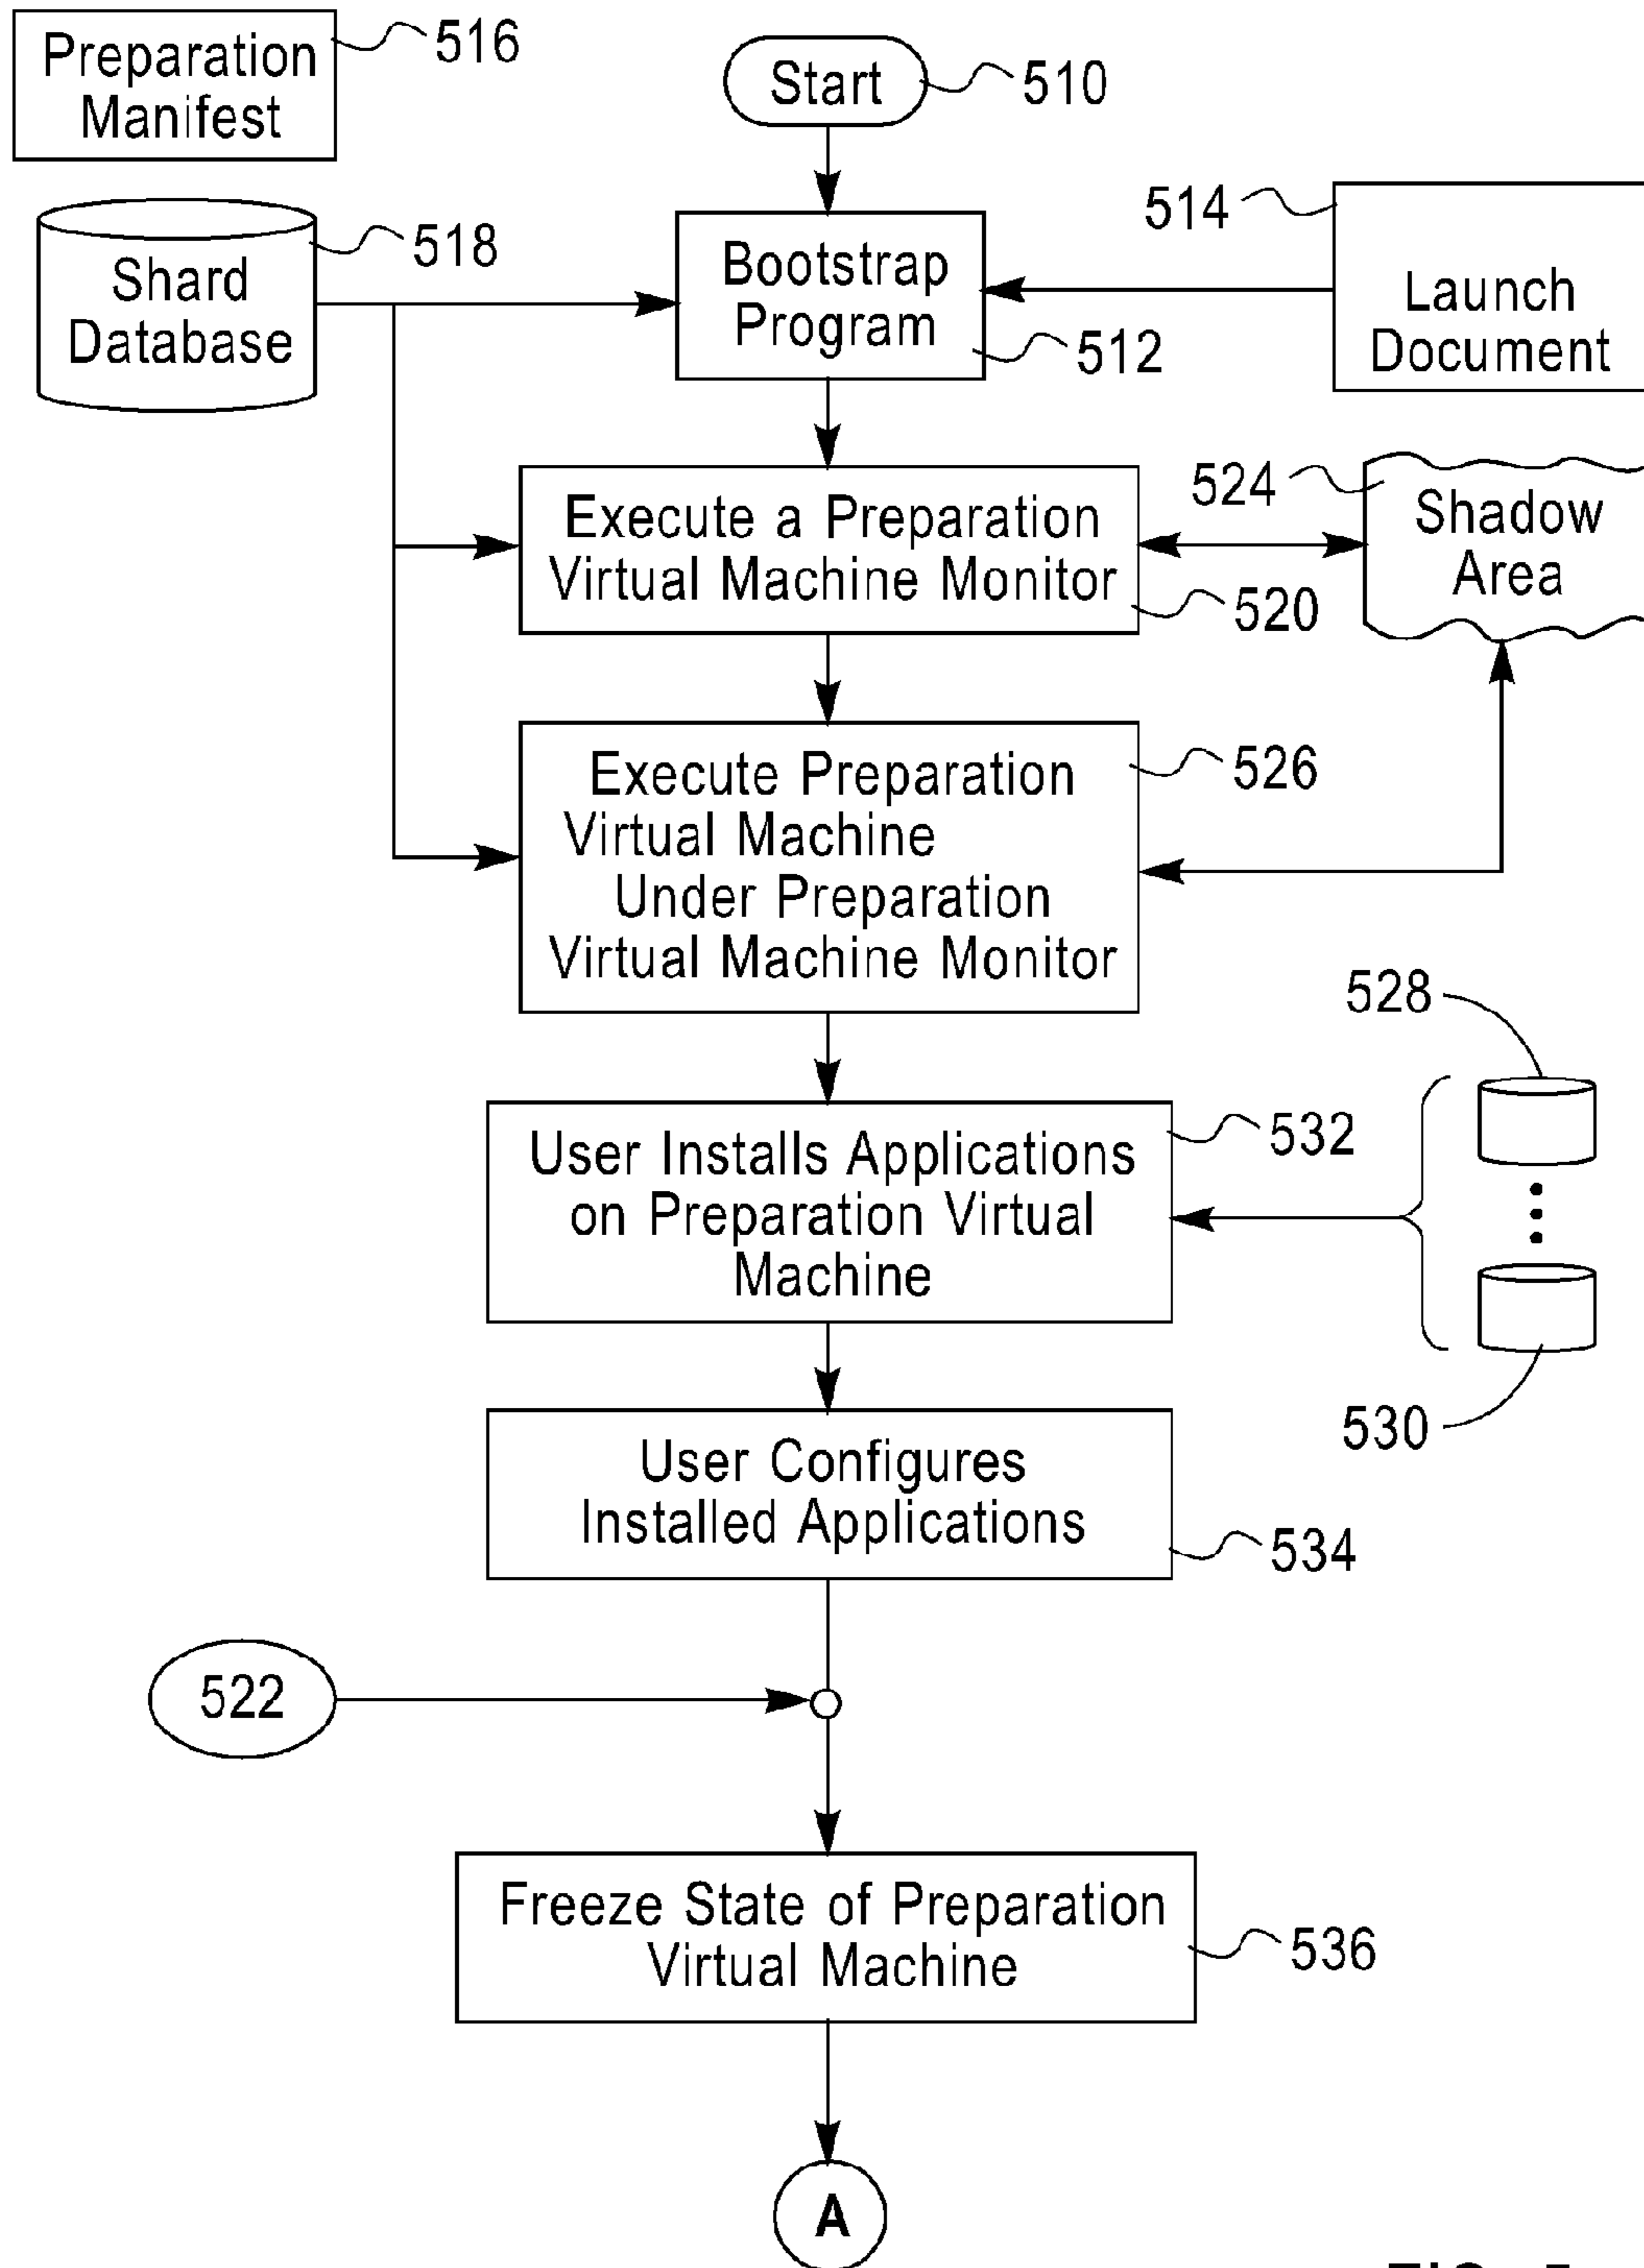 Preparation
Manifest
516
Start
510
Shard
Database
518
Bootstrap
Program
512
514
Launch
Document
Execute a Preparation
Virtual Machine Monitor
520
524
Shadow
Area
Execute Preparation
Virtual Machine
Under Preparation
Virtual Machine Monitor
526
528
User Installs Applications
on Preparation Virtual
Machine
532
530
User Configures
Installed Applications
534
522
Freeze State of Preparation
Virtual Machine
536
A